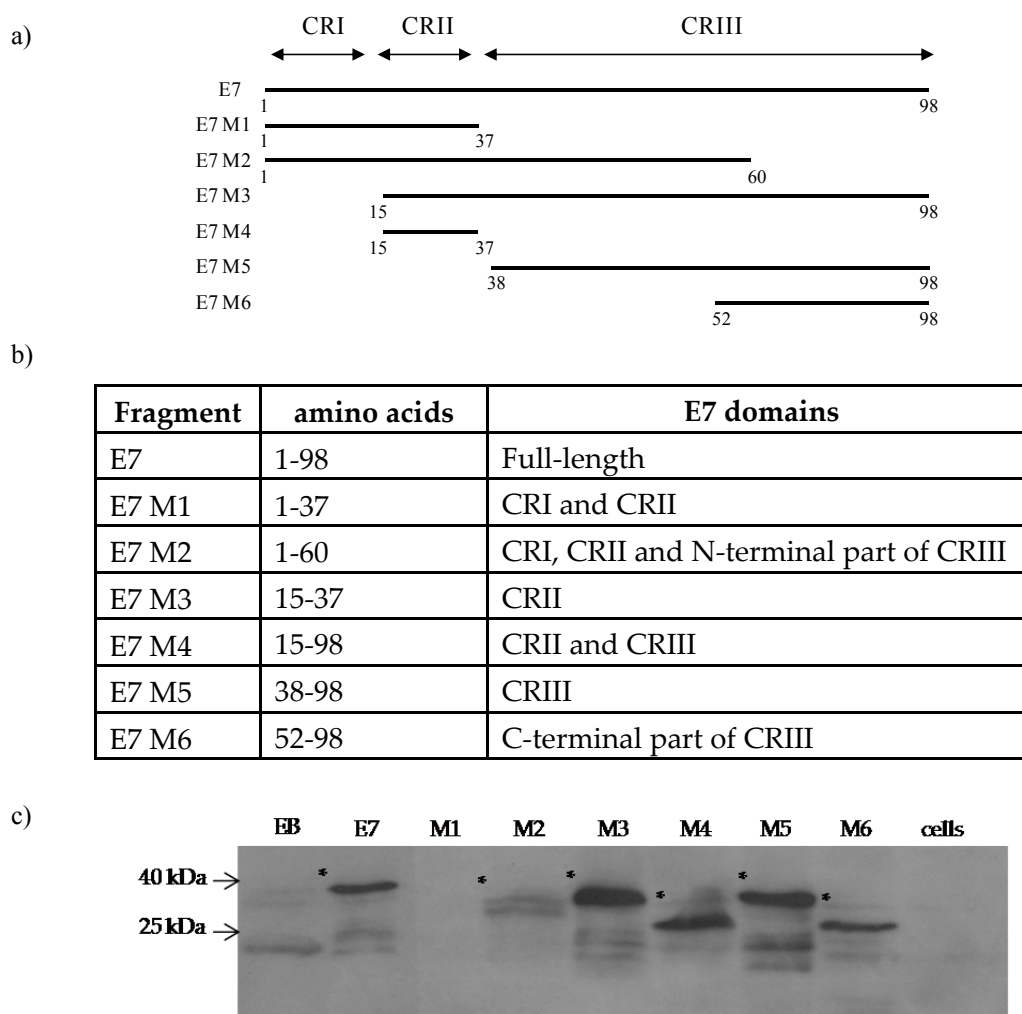 a)
CRI CRII CRIII
E7
1 98
E7 M1
1 37
E7 M2
1 60
E7 M3
15 98
E7 M4
15 37
E7 M5
38 98
E7 M6
52 98
b)
Fragment amino acids E7 domains
E7 1-98 Full-length
E7 M1 1-37 CRI and CRII
E7 M2 1-60 CRI, CRII and N-terminal part of CRIII
E7 M3 15-37 CRII
E7 M4 15-98 CRII and CRIII
E7 M5 38-98 CRIII
E7 M6 52-98 C-terminal part of CRIII
c)
EB E7 M1 M2 M3 M4 M5 M6 cells
40 kDa * * * * * *
25 kDa